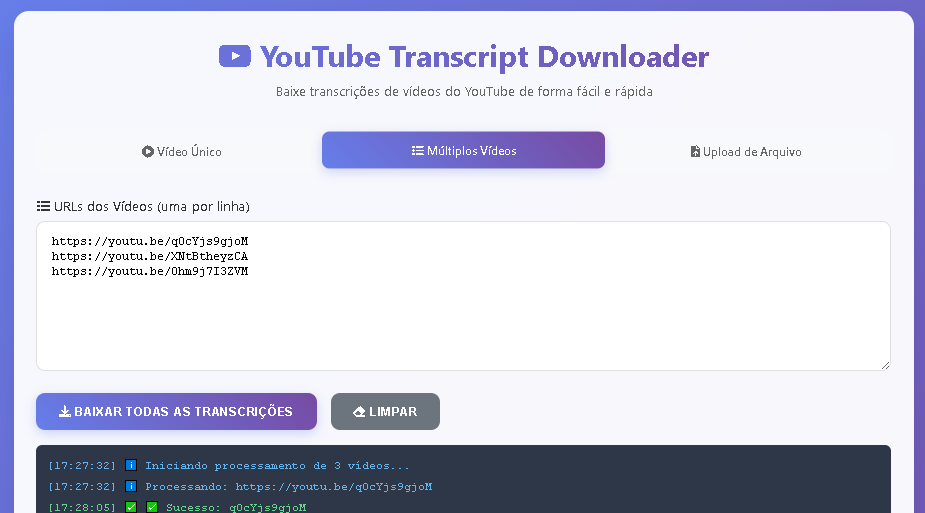 YouTube Transcript Downloader
Baixe transcrições de vídeos do YouTube de forma fácil e rápida
Vídeo Único
Múltiplos Vídeos
Upload de Arquivo
URLs dos Vídeos (uma por linha)
https://youtu.be/q0cYjs9gjoM
https://youtu.be/XNtBtheyzCA
https://youtu.be/0hm9j7I3ZVM
BAIXAR TODAS AS TRANSCRIÇÕES
LIMPAR
[17:27:32] ℹ️ Iniciando processamento de 3 vídeos...
[17:27:32] ℹ️ Processando: https://youtu.be/q0cYjs9gjoM
[17:28:05] ✅ ✅ Sucesso: q0cYjs9gjoM